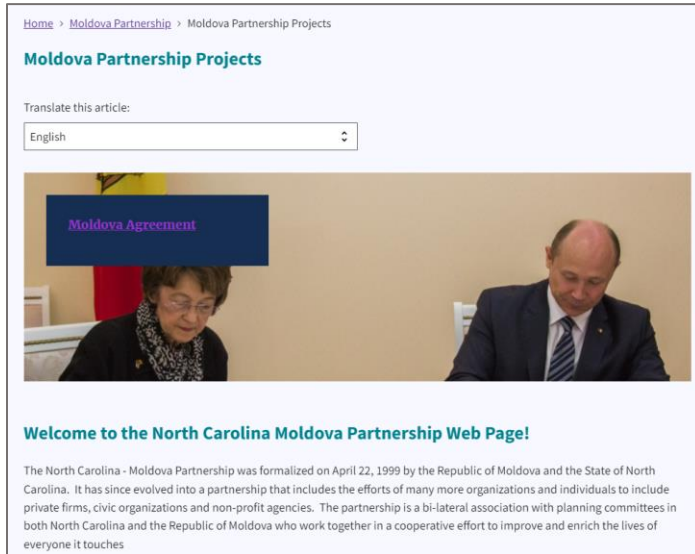 Home > Moldova Partnership > Moldova Partnership Projects
Moldova Partnership Projects
Translate this article:
English
Moldova Agreement
Welcome to the North Carolina Moldova Partnership Web Page!
The North Carolina - Moldova Partnership was formalized on April 22, 1999 by the Republic of Moldova and the State of North
Carolina. It has since evolved into a partnership that includes the efforts of many more organizations and individuals to include
private firms, civic organizations and non-profit agencies. The partnership is a bi-lateral association with planning committees in
both North Carolina and the Republic of Moldova who work together in a cooperative effort to improve and enrich the lives of
everyone it touches